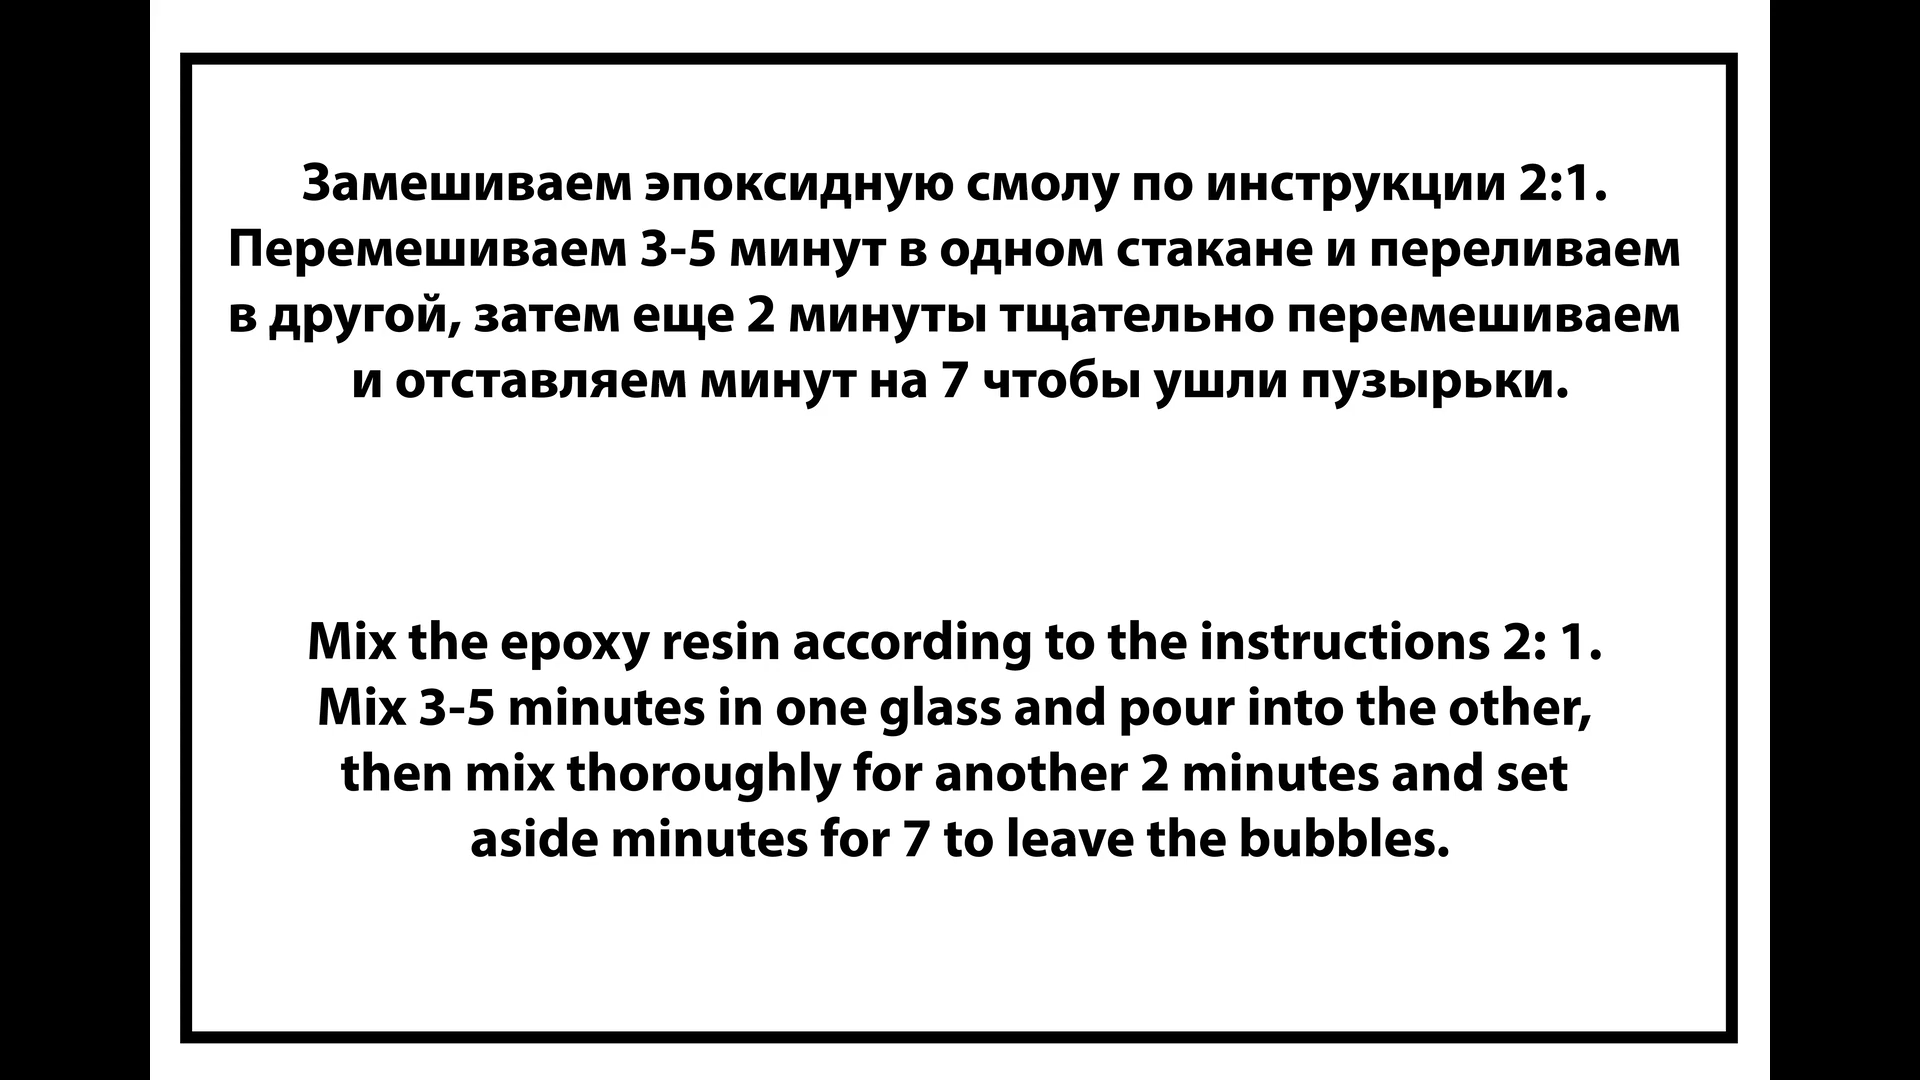 Замешиваем эпоксидную смолу по инструкции 2:1.
Перемешиваем 3-5 минут в одном стакане и переливаем
в другой, затем еще 2 минуты тщательно перемешиваем
и отставляем минут на 7 чтобы ушли пузырьки.
Mix the epoxy resin according to the instructions 2: 1.
Mix 3-5 minutes in one glass and pour into the other,
then mix thoroughly for another 2 minutes and set
aside minutes for 7 to leave the bubbles.